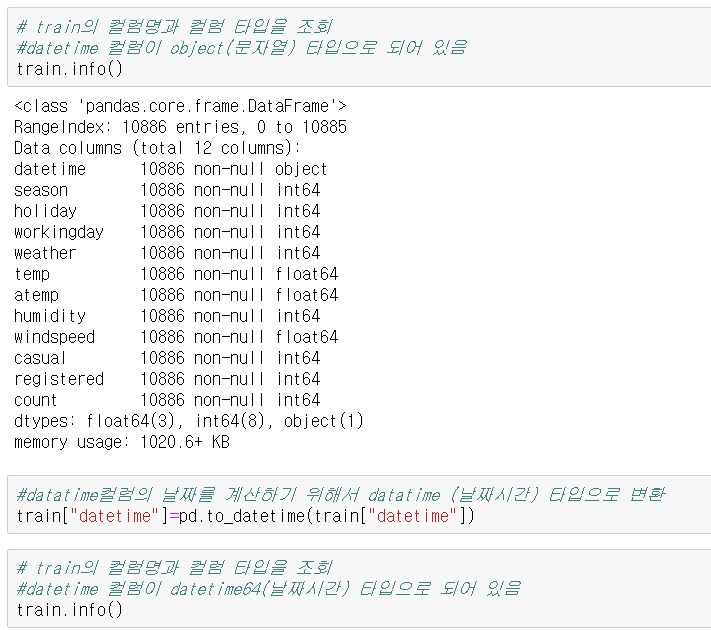 # train의 컬럼명과 컬럼 타입을 조회
#datetime 컬럼이 object(문자열) 타입으로 되어 있음
train.info()
<class 'pandas.core.frame.DataFrame'>
RangeIndex: 10886 entries, 0 to 10885
Data columns (total 12 columns):
datetime      10886 non-null object
season        10886 non-null int64
holiday       10886 non-null int64
workingday    10886 non-null int64
weather       10886 non-null int64
temp          10886 non-null float64
atemp         10886 non-null float64
humidity      10886 non-null int64
windspeed     10886 non-null float64
casual        10886 non-null int64
registered    10886 non-null int64
count         10886 non-null int64
dtypes: float64(3), int64(8), object(1)
memory usage: 1020.6+ KB
#datatime컬럼의 날짜를 계산하기 위해서 datatime (날짜시간) 타입으로 변환
train["datetime"]=pd.to_datetime(train["datetime"])
# train의 컬럼명과 컬럼 타입을 조회
#datetime 컬럼이 datetime64(날짜시간) 타입으로 되어 있음
train.info()